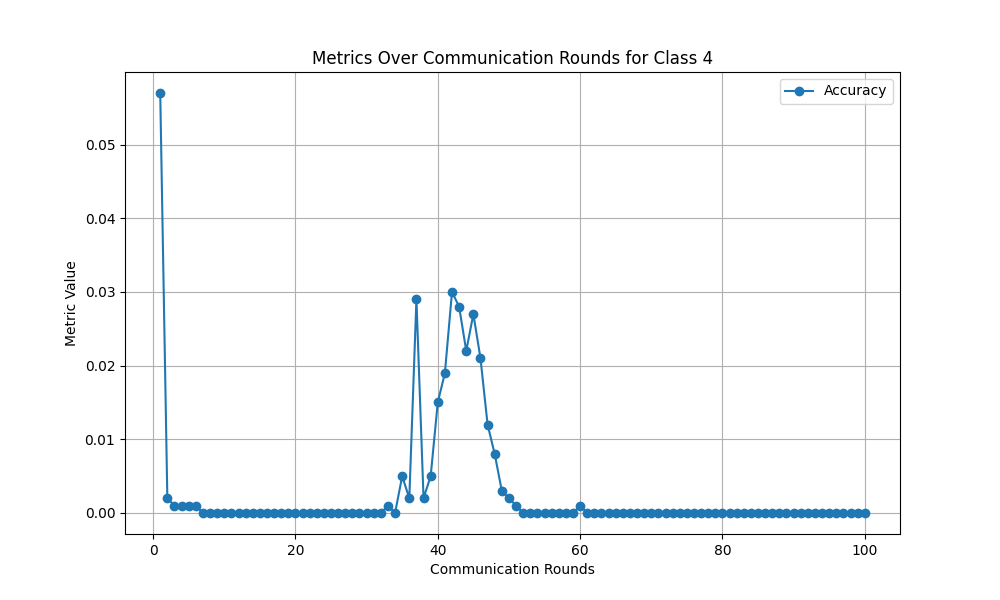 Metrics Over Communication Rounds for Class 4
Accuracy
Metric Value
0.05
0.04
0.03
0.02
0.01
0.00
0 20 40 60 80 100
Communication Rounds